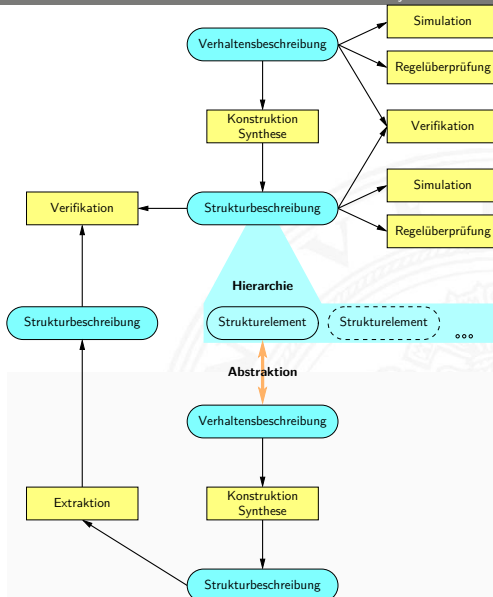 Simulation
Verhaltensbeschreibung
Regelüberprüfung
Konstruktion
Synthese
Verifikation
Simulation
Verifikation
Strukturbeschreibung
Regelüberprüfung
Hierarchie
Strukturbeschreibung
Strukturelement
Strukturelement
Abstraktion
Verhaltensbeschreibung
Extraktion
Konstruktion
Synthese
Strukturbeschreibung